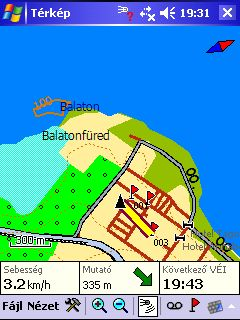 Térkép 19:31
Balaton
Balatonfüred
003
Hotel
300 m
Sebesség Mutató Következő VÉI
3.2 km/h 335 m 19:43
Fájl Nézet